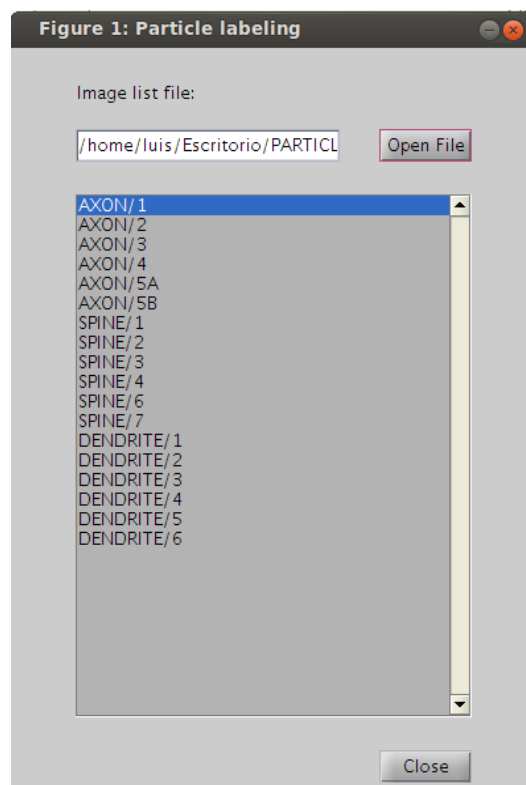 Figure 1: Particle labeling
Image list file:
/home/luis/Escritorio/PARTICL
Open File
AXON/1
AXON/2
AXON/3
AXON/4
AXON/5A
AXON/5B
SPINE/1
SPINE/2
SPINE/3
SPINE/4
SPINE/6
SPINE/7
DENDRITE/1
DENDRITE/2
DENDRITE/3
DENDRITE/4
DENDRITE/5
DENDRITE/6
Close